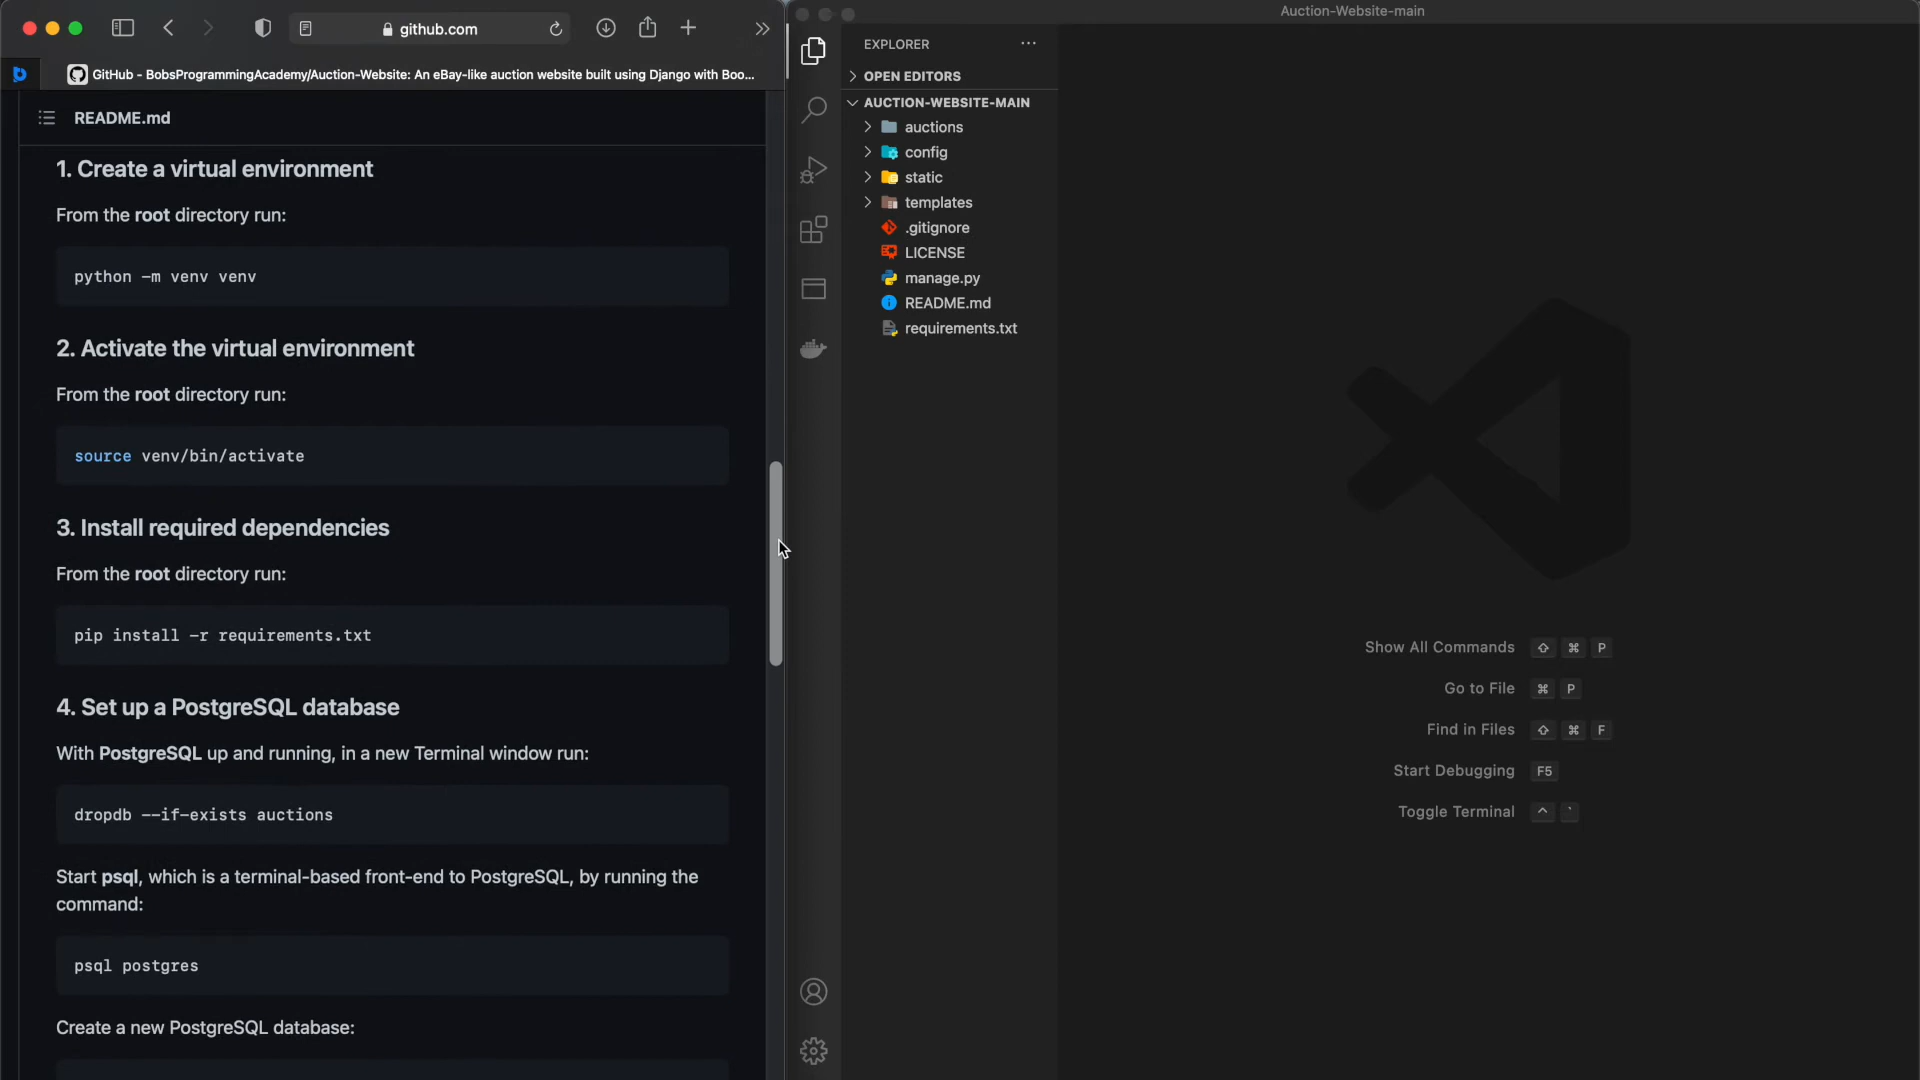 github.com
GitHub - BobsProgrammingAcademy/Auction-Website: An eBay-like auction website built using Django with Boo...
README.md
1. Create a virtual environment
From the root directory run:
python -m venv venv
2. Activate the virtual environment
From the root directory run:
source venv/bin/activate
3. Install required dependencies
From the root directory run:
pip install -r requirements.txt
4. Set up a PostgreSQL database
With PostgreSQL up and running, in a new Terminal window run:
dropdb --if-exists auctions
Start psql, which is a terminal-based front-end to PostgreSQL, by running the
command:
psql postgres
Create a new PostgreSQL database:
Auction-Website-main
EXPLORER
OPEN EDITORS
AUCTION-WEBSITE-MAIN
auctions
config
static
templates
.gitignore
LICENSE
manage.py
README.md
requirements.txt
Show All Commands ⇧ ⌘ P
Go to File ⌘ P
Find in Files ⇧ ⌘ F
Start Debugging F5
Toggle Terminal ^ `